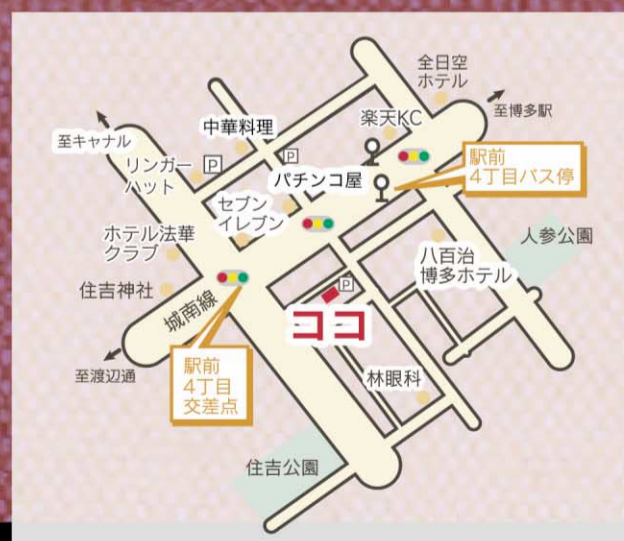 全日空
ホテル
至博多駅
楽天KC
中華料理
P
至キャナル
リンガー
ハット
P
パチンコ屋
駅前
4丁目バス停
セブン
イレブン
ホテル法華
クラブ
人参公園
八百治
博多ホテル
住吉神社
城南線
P
ココ
至渡辺通
駅前
4丁目
交差点
林眼科
住吉公園